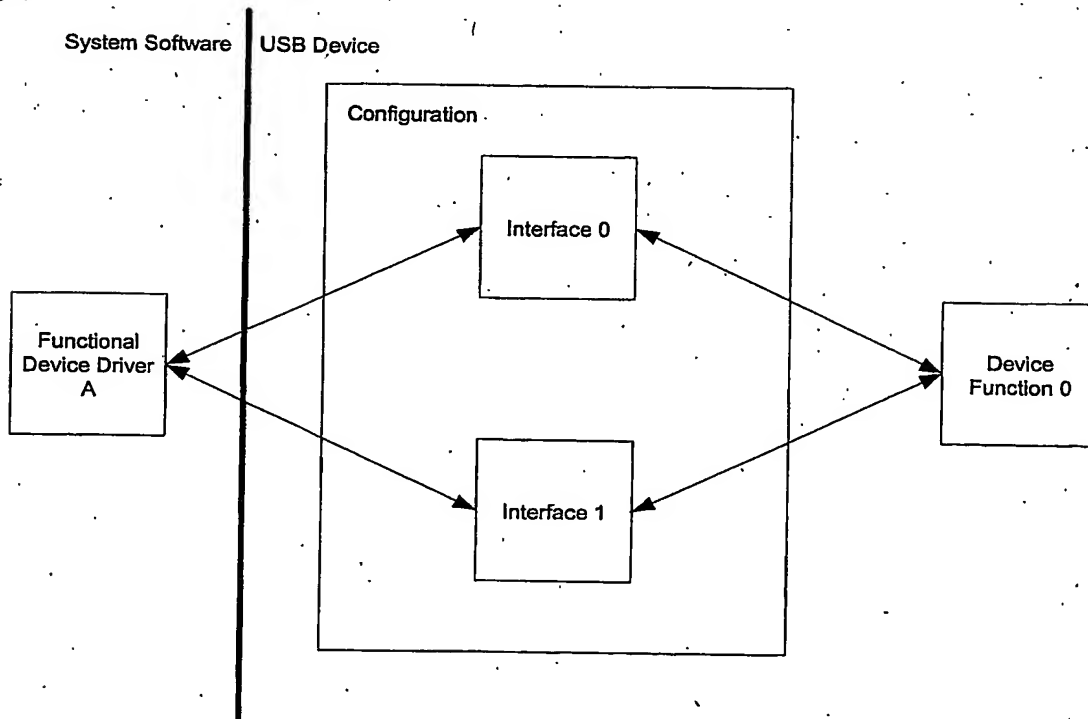 System Software
USB Device
Configuration
Interface 0
Functional
Device Driver
A
Device
Function 0
Interface 1